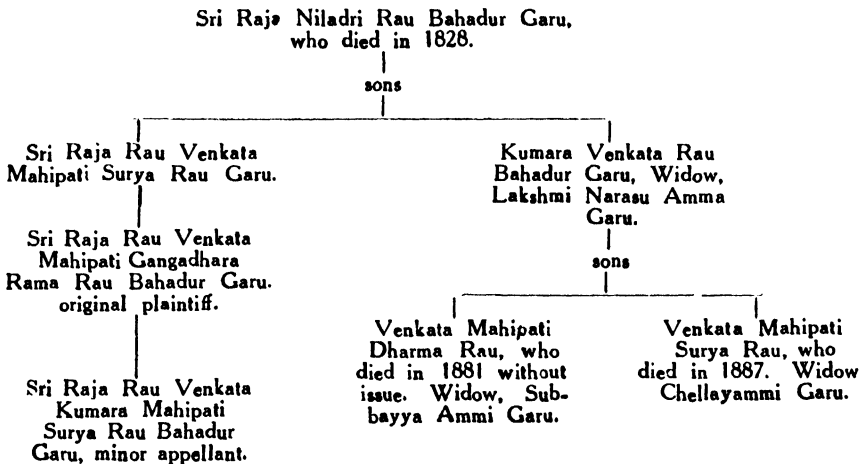 Sri Raja Niladri Rau Bahadur Garu,
who died in 1828.
sons
Sri Raja Rau Venkata
Mahipati Surya Rau Garu.
Kumara Venkata Rau
Bahadur Garu, Widow,
Lakshmi Narasu Amma
Garu.
Sri Raja Rau Venkata
Mahipati Gangadhara
Rama Rau Bahadur Garu.
original plaintiff.
sons
Venkata Mahipati
Dharma Rau, who
died in 1881 without
issue. Widow, Sub-
bayya Ammi Garu.
Venkata Mahipati
Surya Rau, who
died in 1887. Widow
Chellayammi Garu.
Sri Raja Rau Venkata
Kumara Mahipati
Surya Rau Bahadur
Garu, minor appellant.